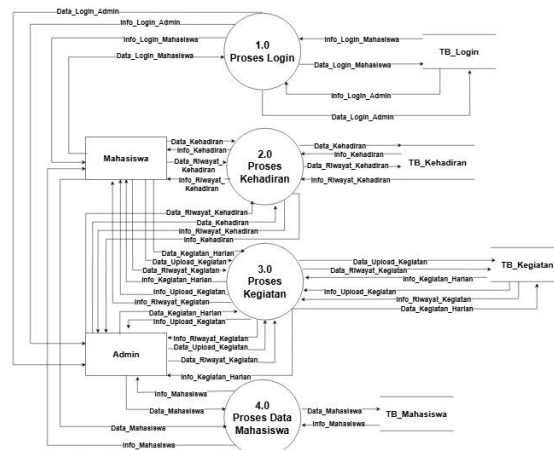 Data_Login_Admin
Info_Login_Admin
Info_Login_Mahasiswa
Data_Login_Mahasiswa
1.0
Proses Login
Info_Login_Mahasiswa
Data_Login_Mahasiswa
TB_Login
Info_Login_Admin
Data_Login_Admin
Mahasiswa
Data_Kehadiran
Info_Kehadiran
Data_Riwayat_
Kehadiran
Info_Riwayat_
Kehadiran
2.0
Proses
Kehadiran
Data_Kehadiran
Info_Kehadiran
Data_Riwayat_Kehadiran
Info_Riwayat_Kehadiran
TB_Kehadiran
Data_Riwayat_Kehadiran
Data_Kehadiran
Info_Riwayat_Kehadiran
Info_Kehadiran
Data_Kegiatan_Harian
Data_Upload_Kegiatan
Data_Riwayat_Kegiatan
Info_Kegiatan_Harian
Info_Upload_Kegiatan
Info_Riwayat_Kegiatan
Data_Kegiatan_Harian
Info_Upload_Kegiatan
3.0
Proses
Kegiatan
Data_Upload_Kegiatan
Data_Riwayat_Kegiatan
Info_Kegiatan_Harian
Info_Upload_Kegiatan
Info_Riwayat_Kegiatan
Data_Kegiatan_Harian
TB_Kegiatan
Admin
Info_Riwayat_Kegiatan
Data_Upload_Kegiatan
Data_Riwayat_Kegiatan
Info_Kegiatan_Harian
Info_Mahasiswa
Data_Mahasiswa
Data_Mahasiswa
Info_Mahasiswa
4.0
Proses Data
Mahasiswa
Data_Mahasiswa
Info_Mahasiswa
TB_Mahasiswa